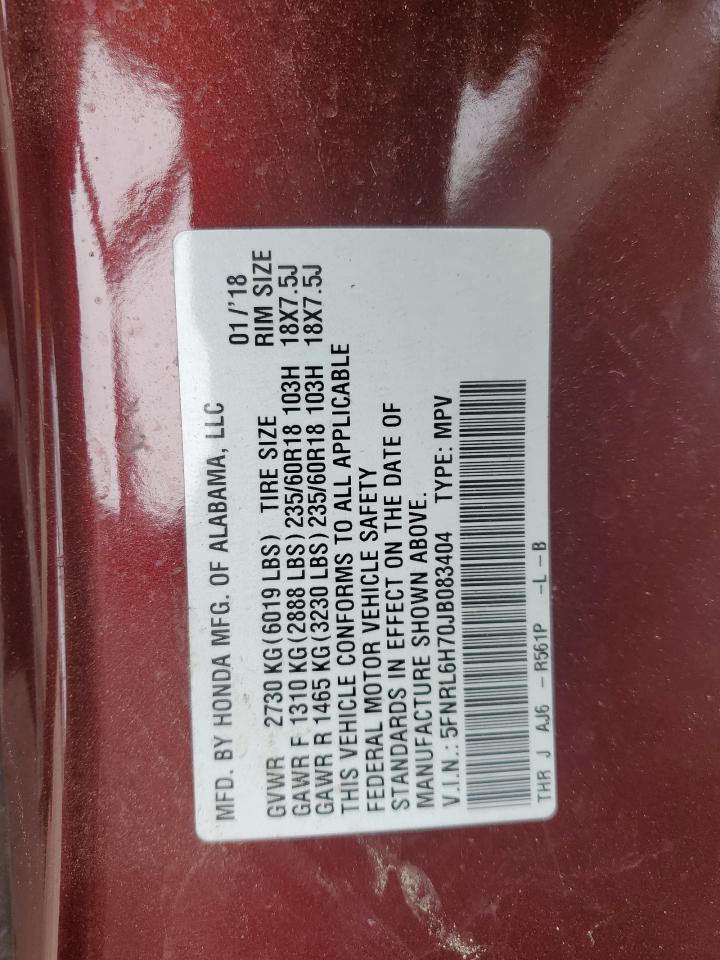 MFD. BY HONDA MFG. OF ALABAMA, LLC
01/'18
GVWR 2730 KG(6019 LBS) TIRE SIZE RIM SIZE
GAWR F 1310 KG(2888 LBS)235/60R18 103H 18X7.5J
GAWR R 1465 KG(3230 LBS)235/60R18 103H 18X7.5J
THIS VEHICLE CONFORMS TO ALL APPLICABLE
FEDERAL MOTOR VEHICLE SAFETY
STANDARDS IN EFFECT ON THE DATE OF
MANUFACTURE SHOWN ABOVE.
V.I.N.: 5FNRL6H70JB083404 TYPE: MPV
THR J AJ6 - R561P -L -B